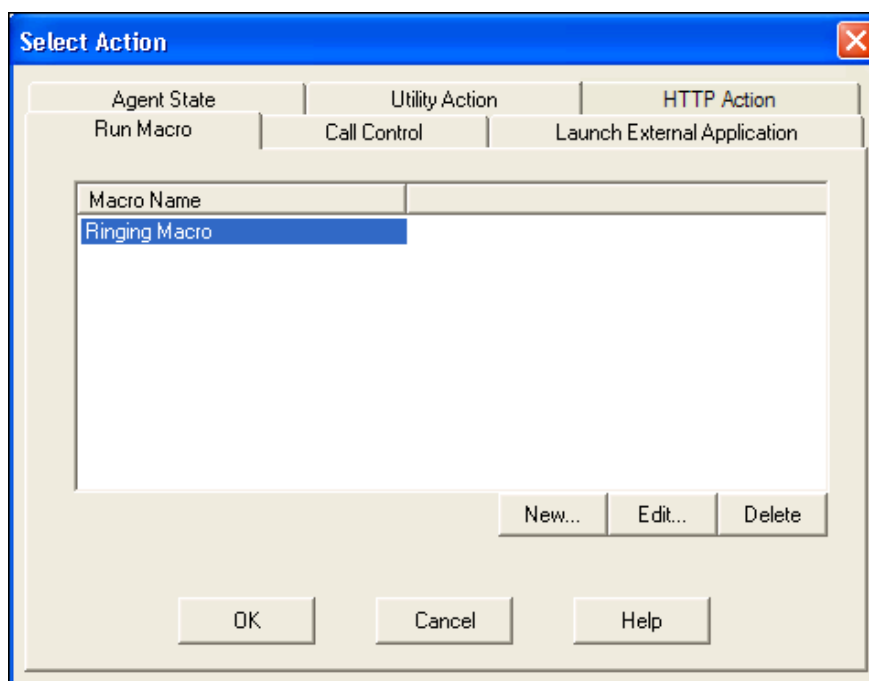 Select Action
Agent State Utility Action HTTP Action
Run Macro Call Control Launch External Application
Macro Name
Ringing Macro
New... Edit... Delete
OK Cancel Help